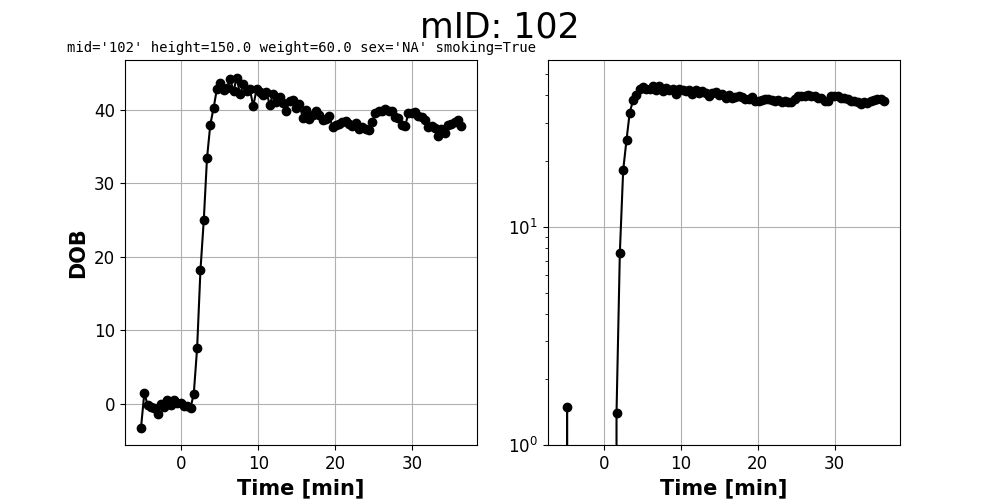 mID: 102
mid='102' height=150.0 weight=60.0 sex='NA' smoking=True
DOB
40
30
20
10
0
0 10 20 30
Time [min]
10¹
10⁰
0 10 20 30
Time [min]